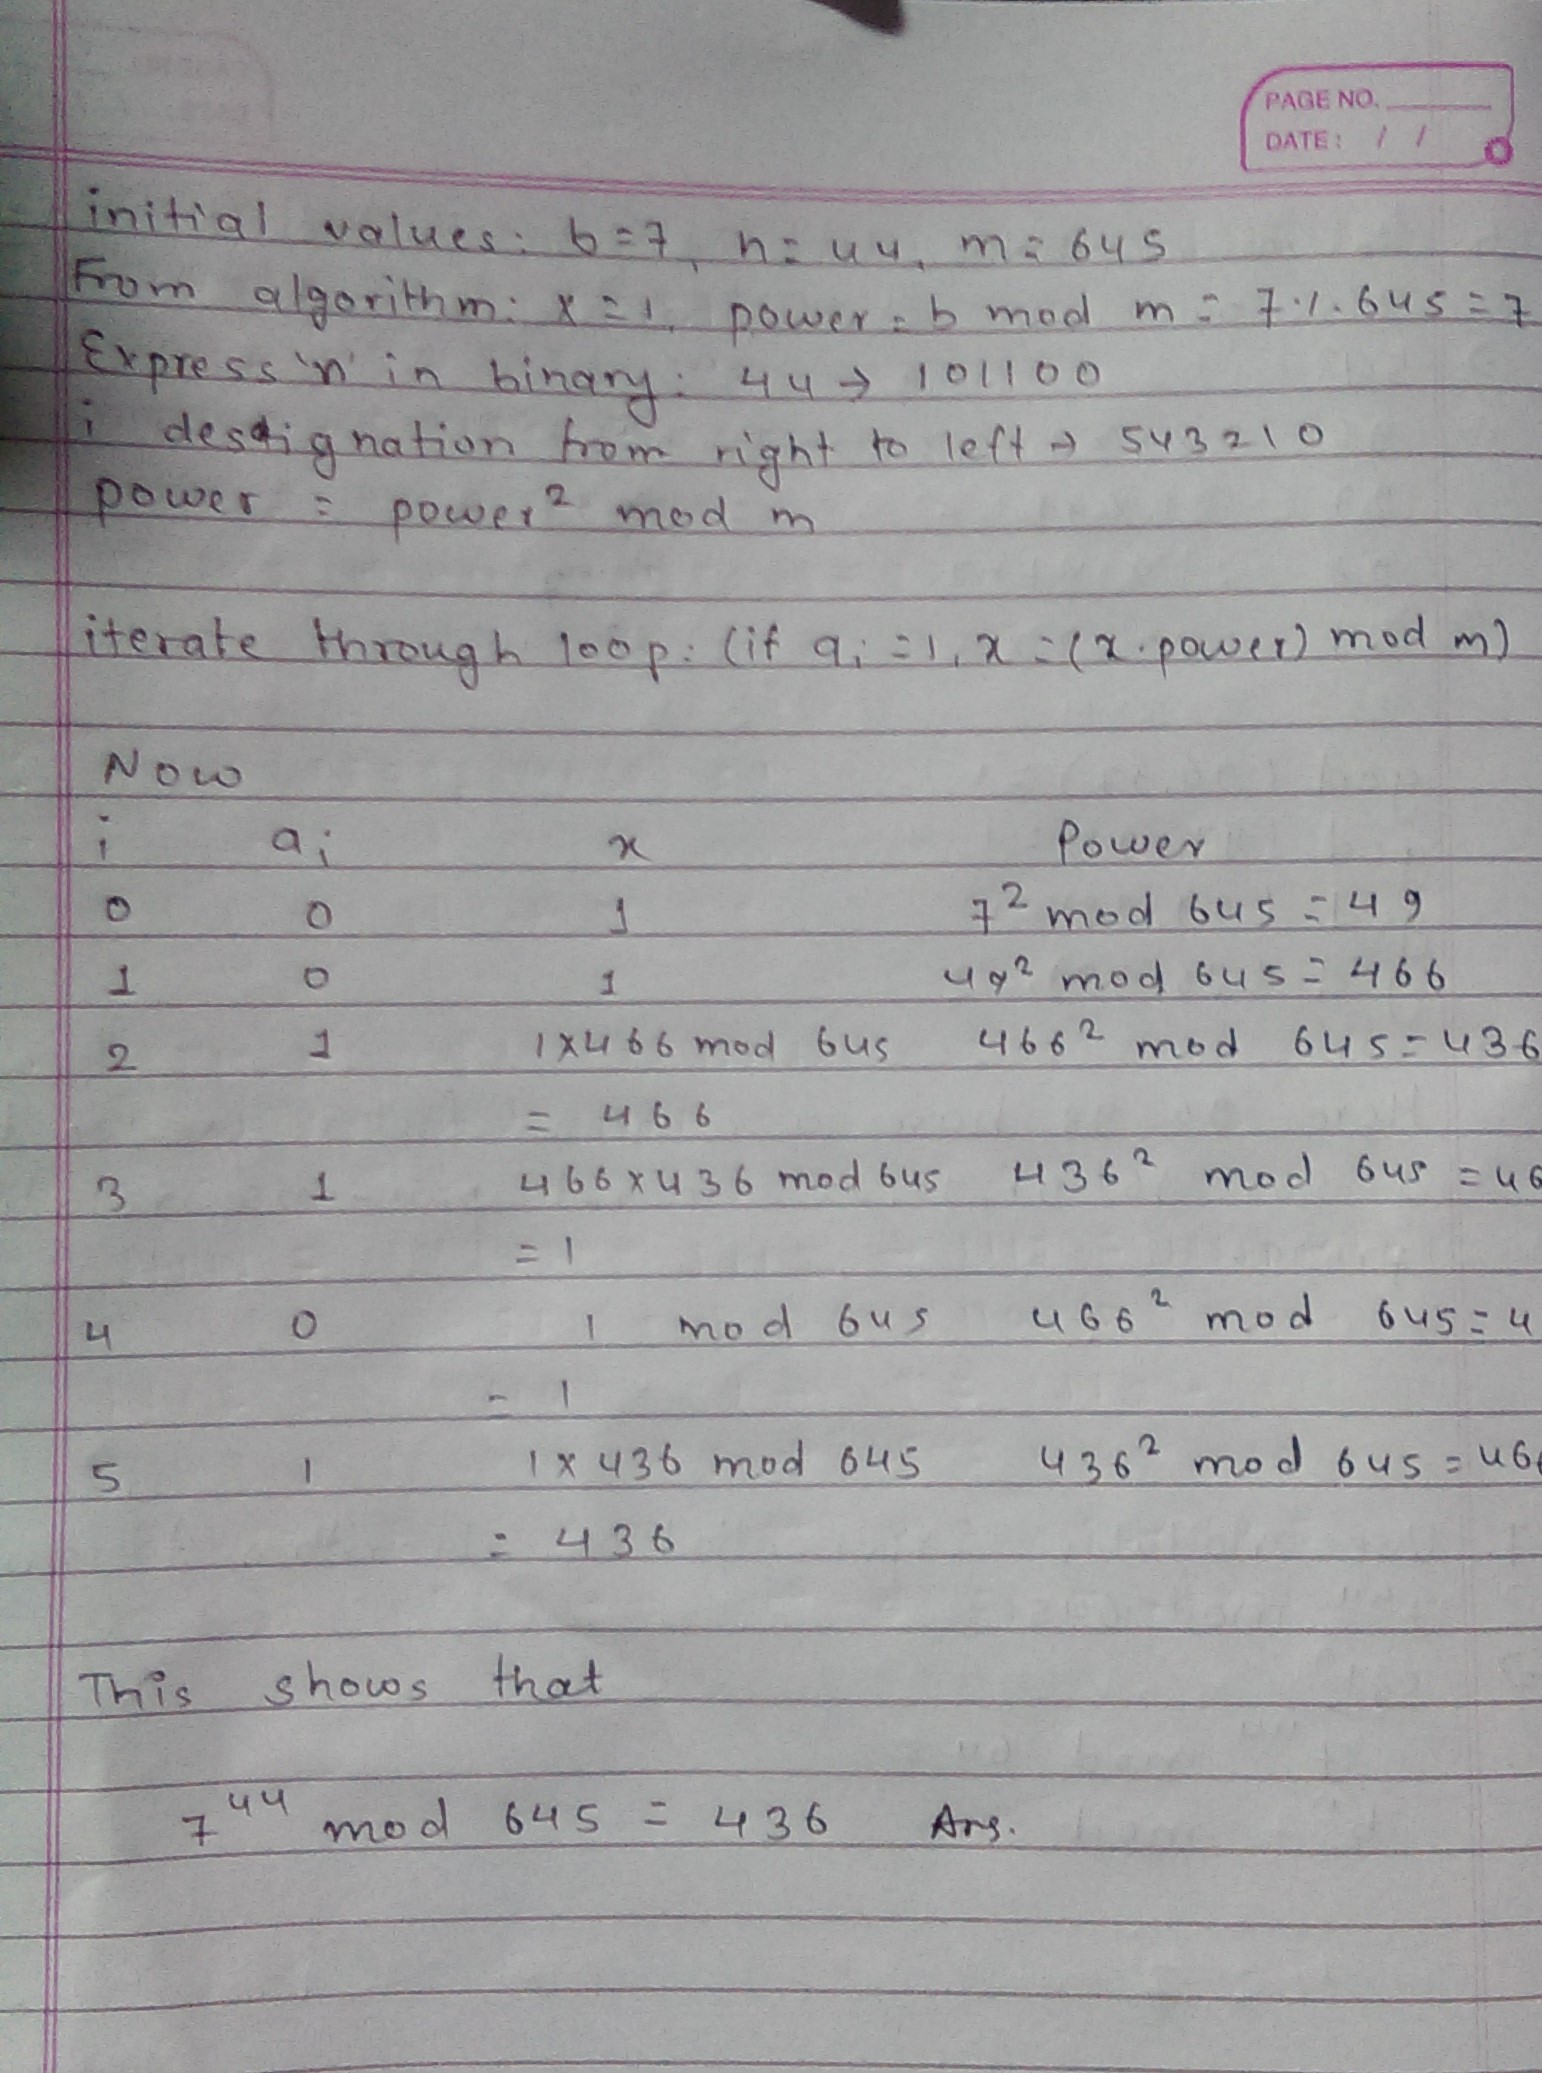 PAGE NO.
DATE: / /
initial values: b=7, n=44, m=645
From algorithm: x=1, power=b mod m = 7%645=7
Express 'n' in binary: 44→ 101100
i designation from right to left → 543210
power = power² mod m
iterate through loop: (if ai=1, x=(x.power) mod m)
Now
i ai x Power
0 0 1 7² mod 645 = 49
1 0 1 49² mod 645 = 466
2 1 1x466 mod 645 466² mod 645=436
= 466
3 1 466x436 mod 645 436² mod 645 = 46
= 1
4 0 1 mod 645 466² mod 645=4
= 1
5 1 1x436 mod 645 436² mod 645=466
= 436
This shows that
7⁴⁴ mod 645 = 436 Ans.